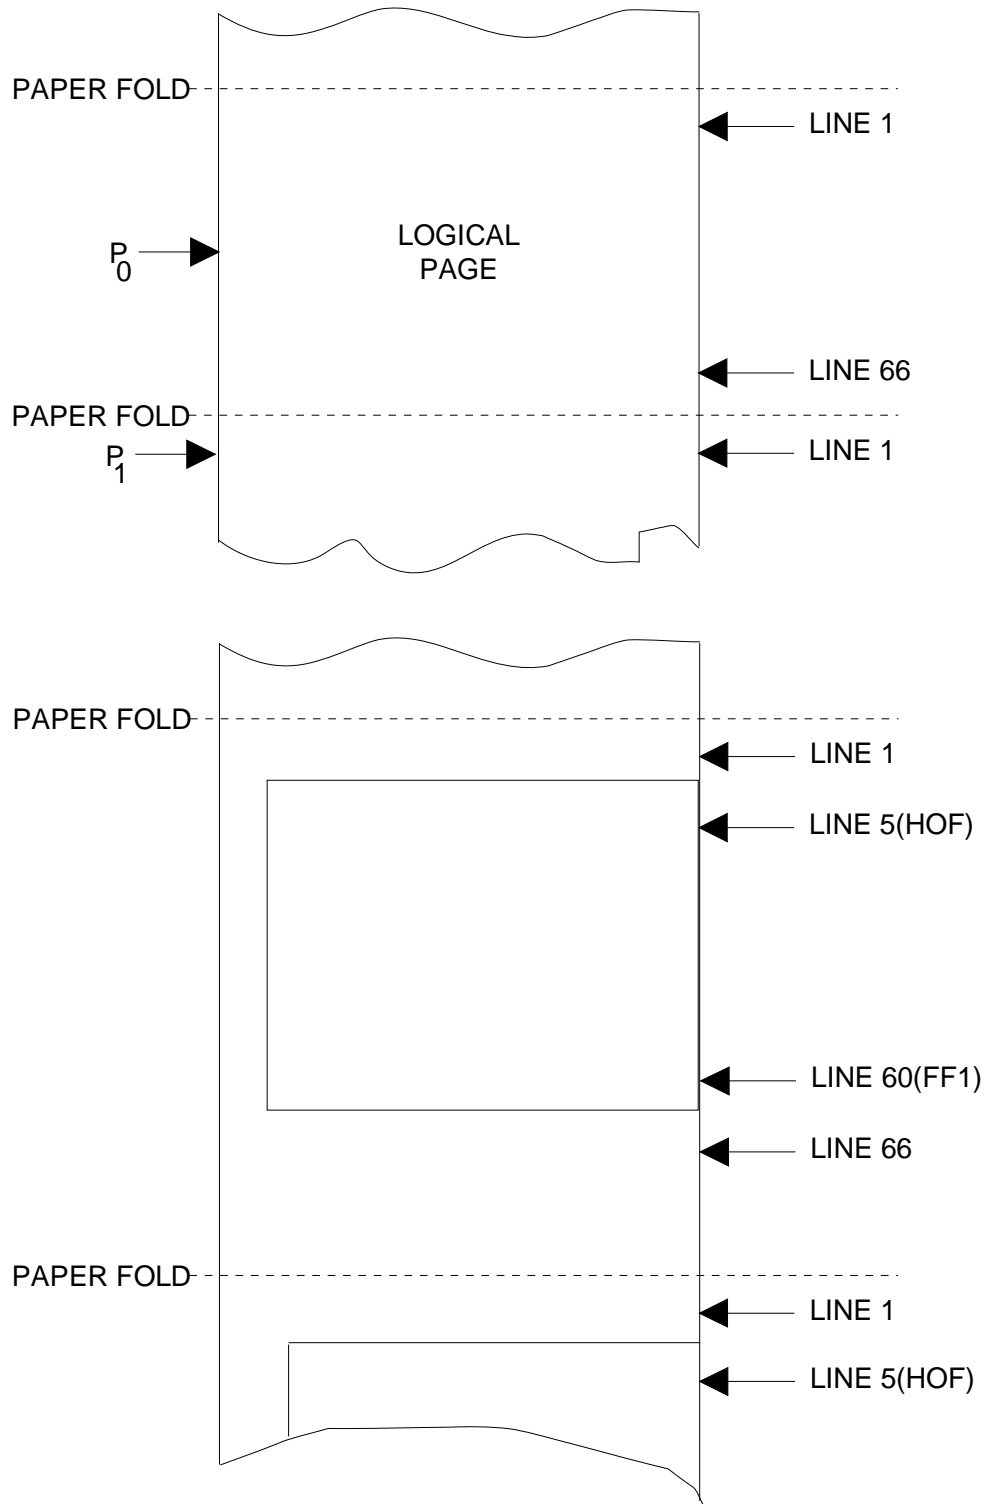 PAPER FOLD
LINE 1
P0
LOGICAL
PAGE
LINE 66
PAPER FOLD
P1
LINE 1
PAPER FOLD
LINE 1
LINE 5(HOF)
LINE 60(FF1)
LINE 66
PAPER FOLD
LINE 1
LINE 5(HOF)